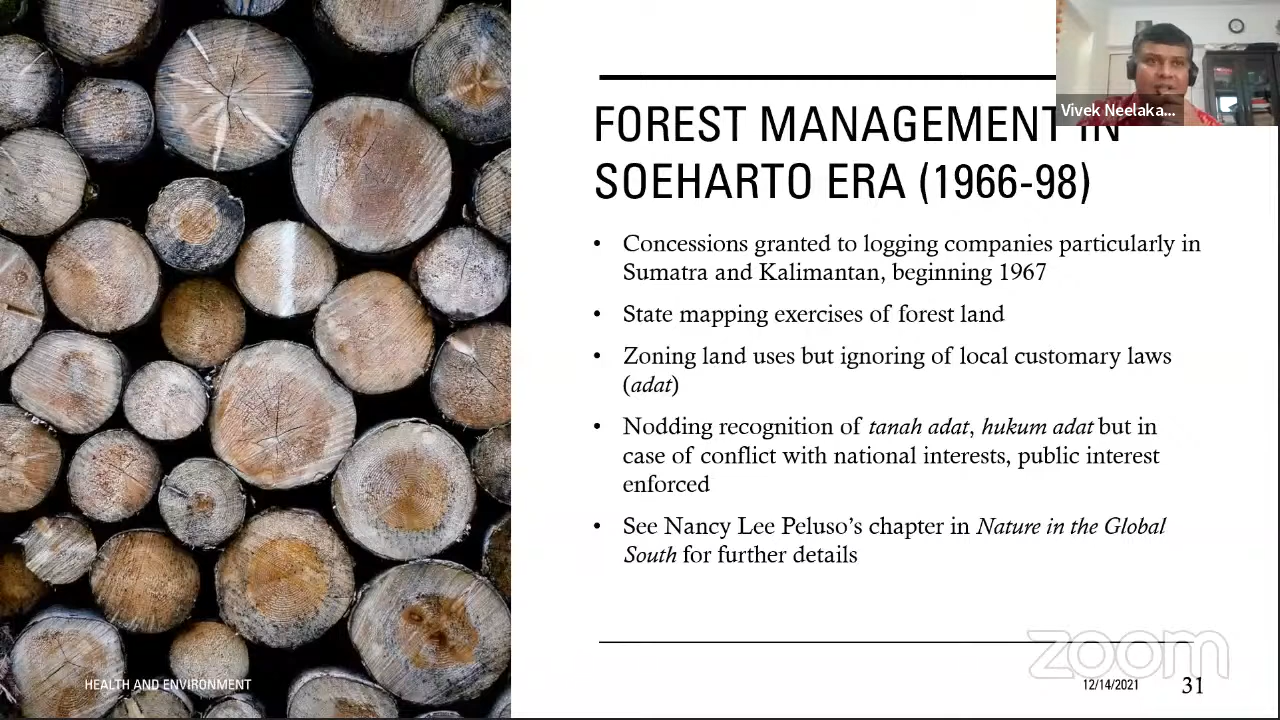 Vivek Neelaka...
FOREST MANAGEMENT IN
SOEHARTO ERA (1966-98)
• Concessions granted to logging companies particularly in
Sumatra and Kalimantan, beginning 1967
• State mapping exercises of forest land
• Zoning land uses but ignoring of local customary laws
(adat)
• Nodding recognition of tanah adat, hukum adat but in
case of conflict with national interests, public interest
enforced
• See Nancy Lee Peluso’s chapter in Nature in the Global
South for further details
zoom
HEALTH AND ENVIRONMENT
12/14/2021
31